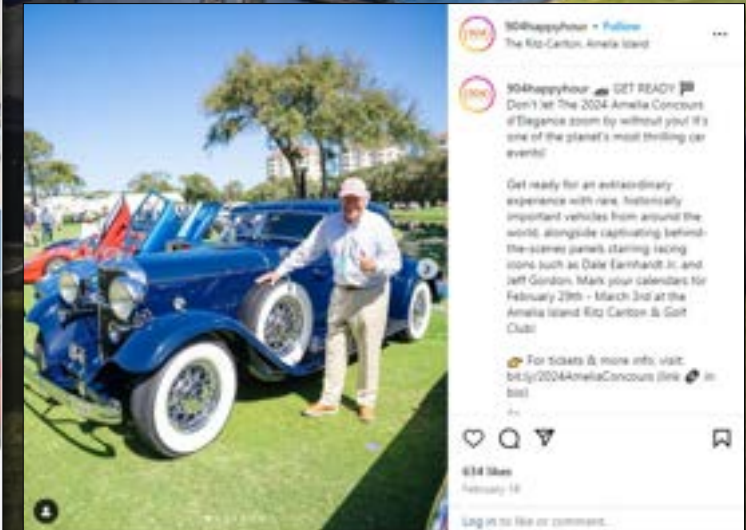 904happyhour • Follow
The Ritz-Carlton, Amelia Island
904happyhour 🏎️ GET READY 🏁
Don't let The 2024 Amelia Concours
d'Elegance zoom by without you! It's
one of the planet's most thrilling car
events!
Get ready for an extraordinary
experience with rare, historically
important vehicles from around the
world, alongside captivating behind-
the-scenes panels starring racing
icons such as Dale Earnhardt Jr. and
Jeff Gordon. Mark your calendars for
February 29th - March 3rd at the
Amelia Island Ritz Carlton & Golf
Club!
👉 For tickets & more info, visit:
bit.ly/2024AmeliaConcours (link 🔗 in
bio)
634 likes
February 14
Log in to like or comment.